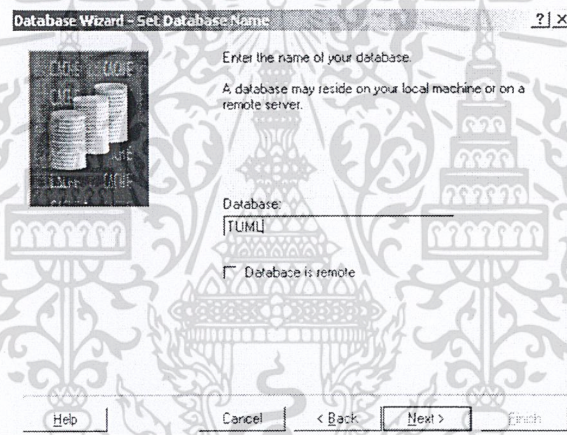 Database Wizard - Set Database Name
? ×
Enter the name of your database.
A database may reside on your local machine or on a
remote server.
CACHE
Database:
TUML
Database is remote
Help
Cancel
< Back
Next >
Finish